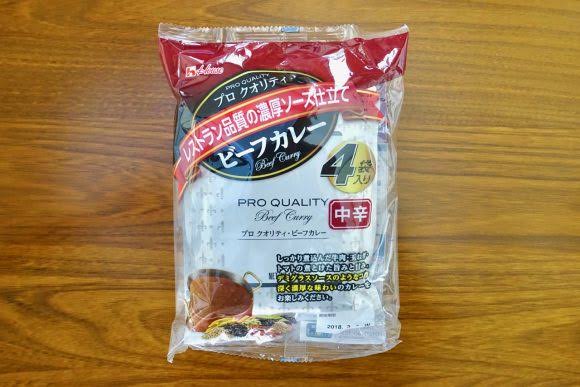 House
PRO QUALITY
プロ クオリティ
レストラン品質の濃厚ソース仕立て
ビーフカレー
Beef Curry
4袋入り
PRO QUALITY
Beef Curry
中辛
プロ クオリティ・ビーフカレー
しっかり煮込んだ牛肉・玉ねぎ・
トマトの煮とけた旨みと
デミグラスソースのような
深く濃厚な味わいのカレーを
お楽しみください。
2018.